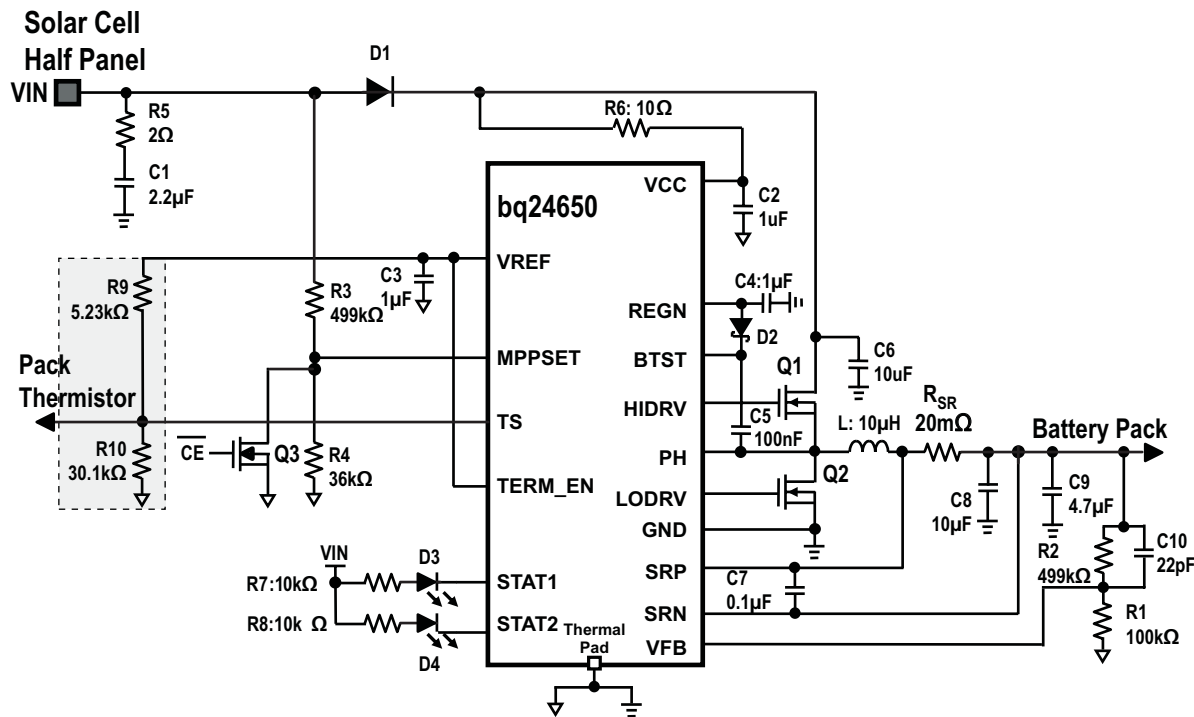 Solar Cell
Half Panel
VIN
D1
R5
2Ω
C1
2.2µF
R6: 10Ω
VCC
C2
1uF
bq24650
VREF
C3
1µF
R9
5.23kΩ
R3
499kΩ
C4:1µF
REGN
D2
BTST
MPPSET
Pack
Thermistor
Q1
C6
10uF
HIDRV
TS
C5
100nF
L: 10µH
RSR
20mΩ
Battery Pack
R10
30.1kΩ
CE
Q3
R4
36kΩ
PH
Q2
TERM_EN
LODRV
C8
10µF
C9
4.7µF
GND
R2
499kΩ
C10
22pF
VIN
R7:10kΩ
D3
STAT1
SRP
C7
0.1µF
SRN
R1
100kΩ
R8:10k Ω
D4
STAT2
Thermal
Pad
VFB